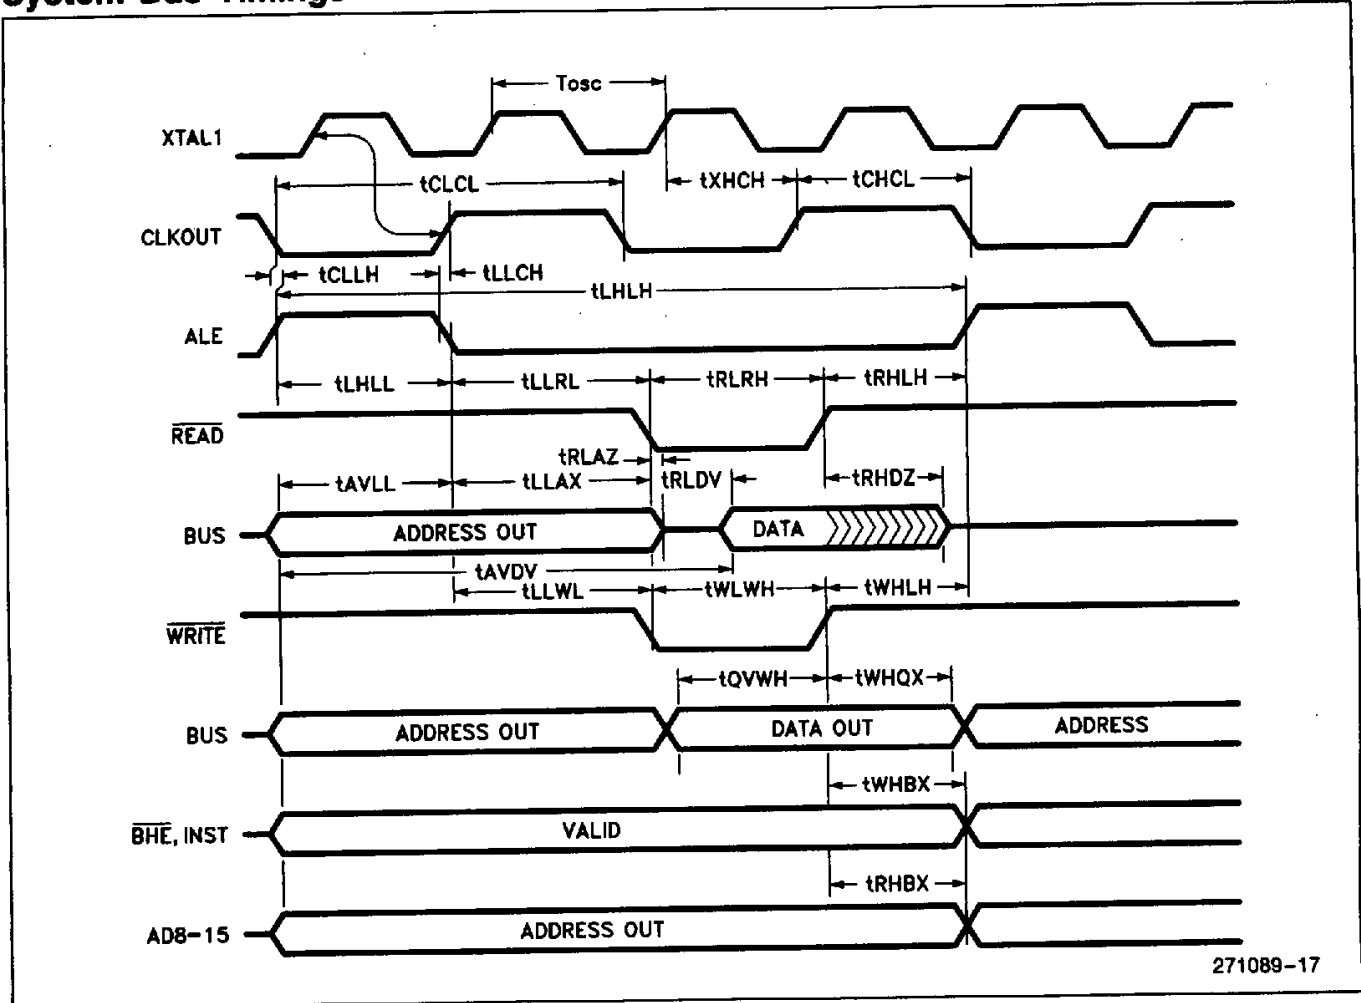 System Bus Timings
Tosc
XTAL1
tCLCL
tXHCH
tCHCL
CLKOUT
tCLLH
tLLCH
tLHLH
ALE
tLHLL
tLLRL
tRLRH
tRHLH
READ
tRLAZ
tAVLL
tLLAX
tRLDV
tRHDZ
BUS
ADDRESS OUT
DATA
tAVDV
tLLWL
tWLWH
tWHLH
WRITE
tQVWH
tWHQX
BUS
ADDRESS OUT
DATA OUT
ADDRESS
tWHBX
BHE, INST
VALID
tRHBX
AD8-15
ADDRESS OUT
271089-17